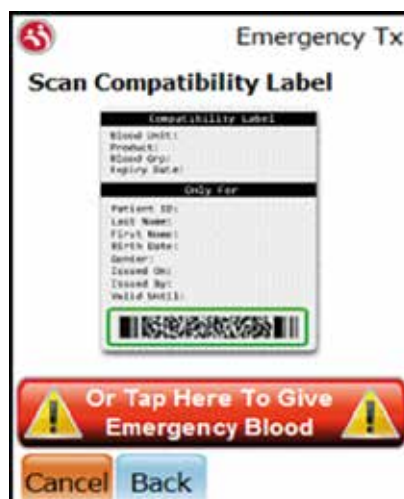 Emergency Tx
Scan Compatibility Label
Compatibility Label
Blood Unit:
Product:
Blood Grp:
Expiry Date:
Only For
Patient ID:
Last Name:
First Name:
Birth Date:
Gender:
Issued On:
Issued By:
Valid Until:
Or Tap Here To Give
Emergency Blood
Cancel
Back